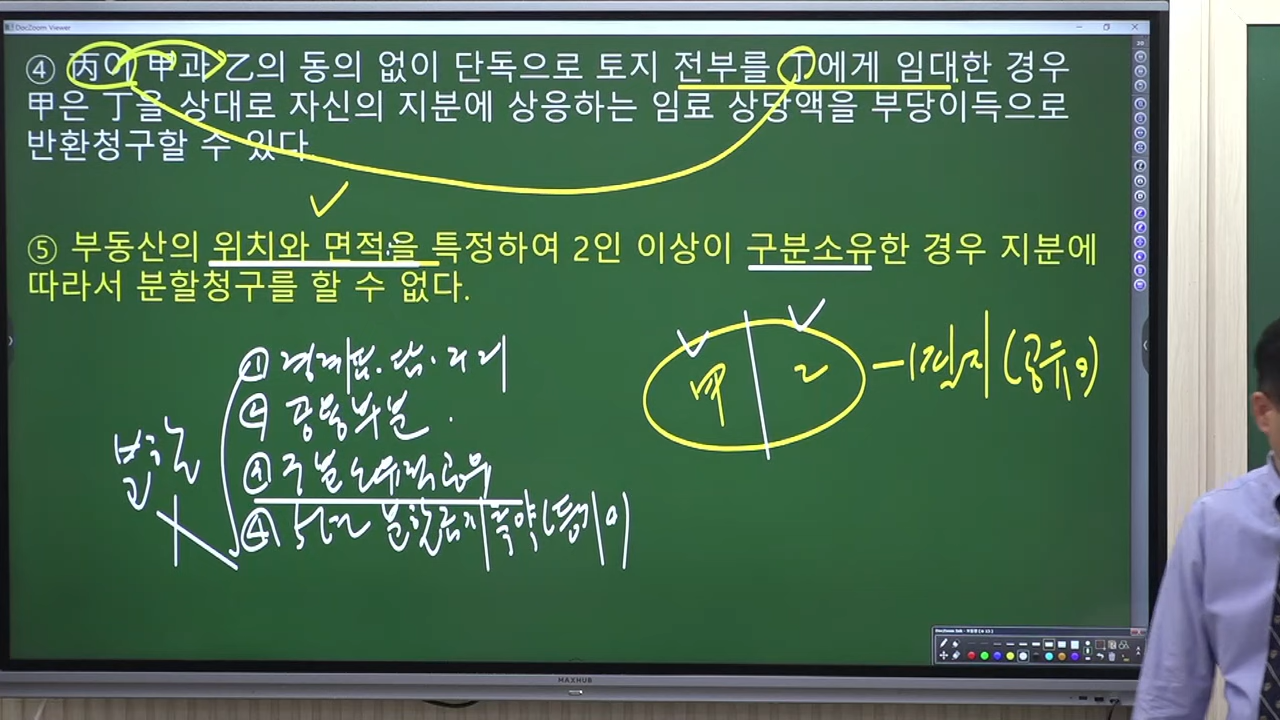 DocZoom Viewer
④ 丙이 甲과 乙의 동의 없이 단독으로 토지 전부를 丁에게 임대한 경우
甲은 丁을 상대로 자신의 지분에 상응하는 임료 상당액을 부당이득으로
반환청구할 수 있다.
⑤ 부동산의 위치와 면적을 특정하여 2인 이상이 구분소유한 경우 지분에
따라서 분할청구를 할 수 없다.
① 경계표·담·구거
② 공용부분
③ 구분소유적공유
④ 5년 분할금지특약(등기 이)
분할
X
甲 乙
1필지 (공유
MAXHUB